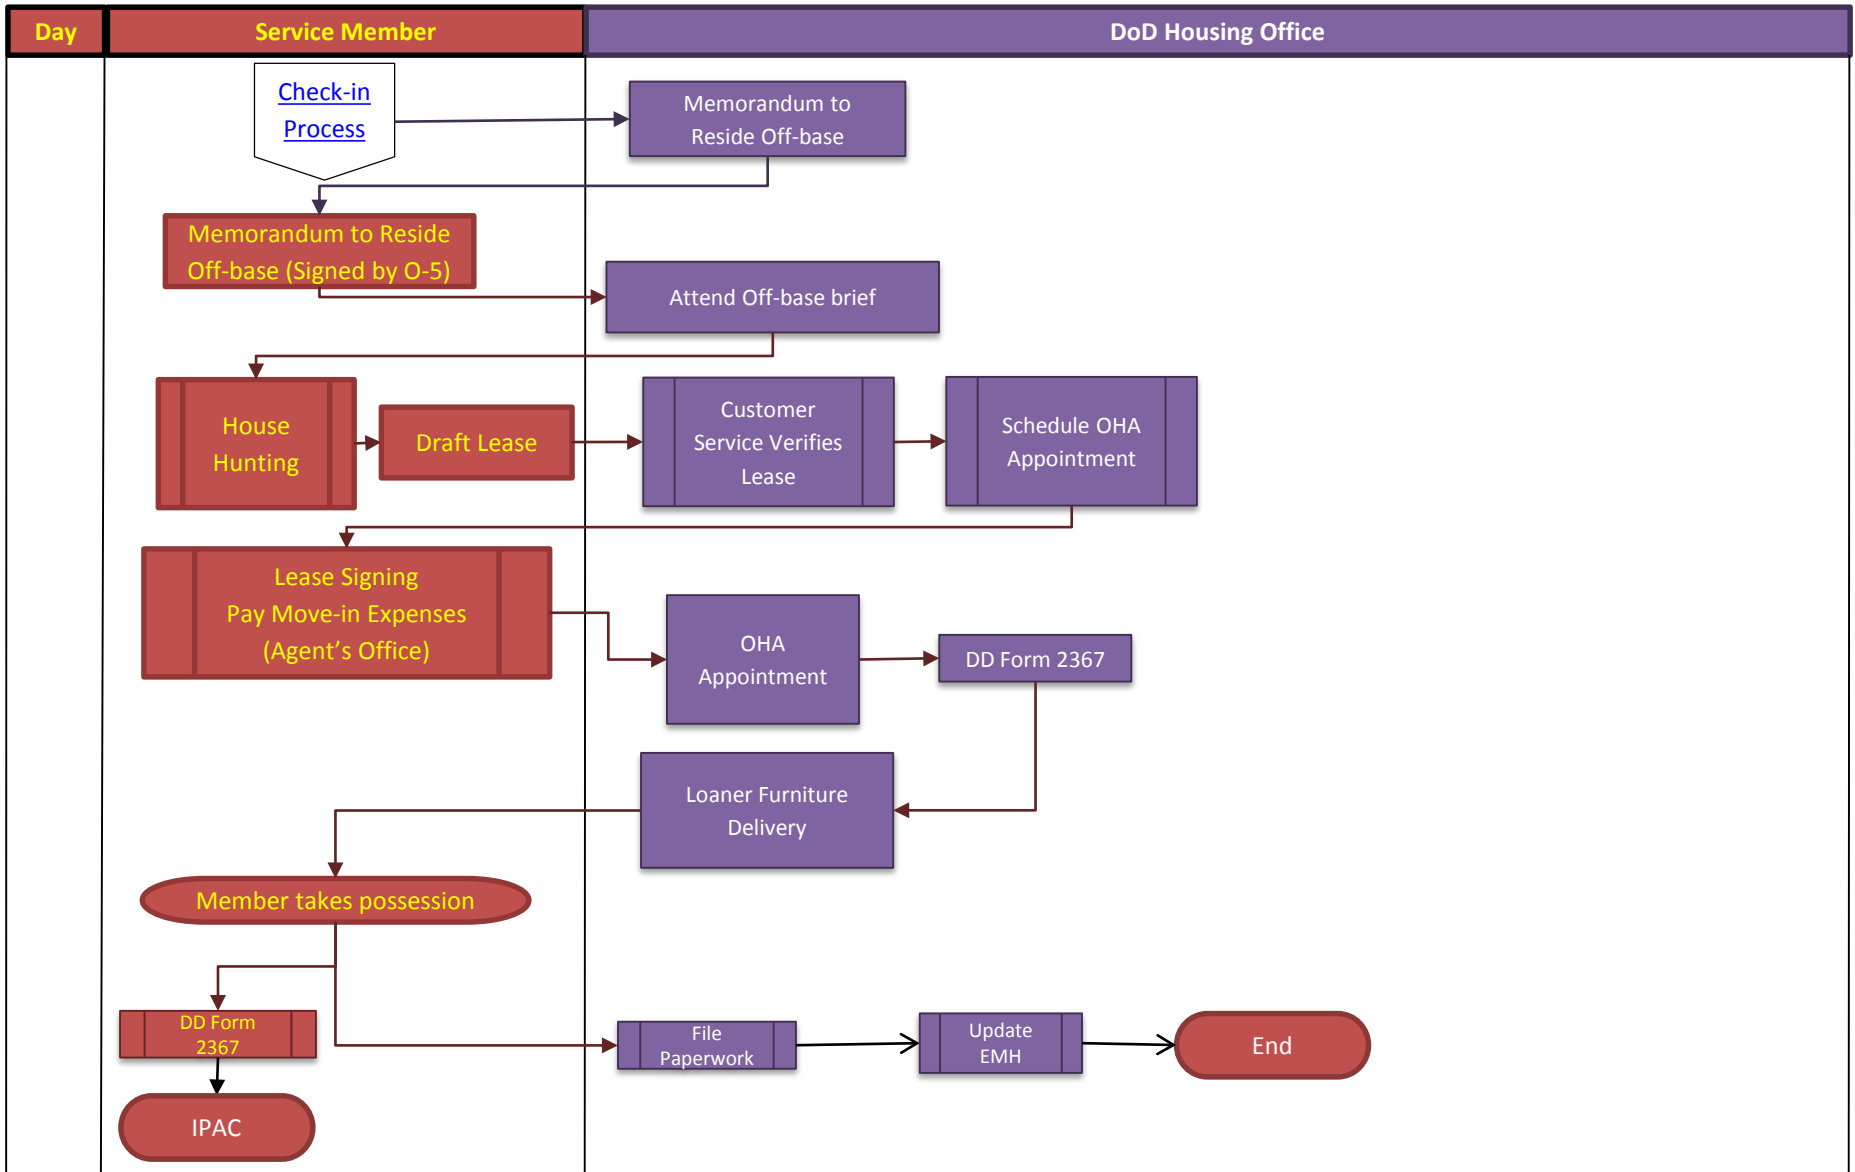 Day
Service Member
DoD Housing Office
Check-in
Process
Memorandum to
Reside Off-base
Memorandum to Reside
Off-base (Signed by O-5)
Attend Off-base brief
House
Hunting
Draft Lease
Customer
Service Verifies
Lease
Schedule OHA
Appointment
Lease Signing
Pay Move-in Expenses
(Agent’s Office)
OHA
Appointment
DD Form 2367
Loaner Furniture
Delivery
Member takes possession
DD Form
2367
File
Paperwork
Update
EMH
End
IPAC